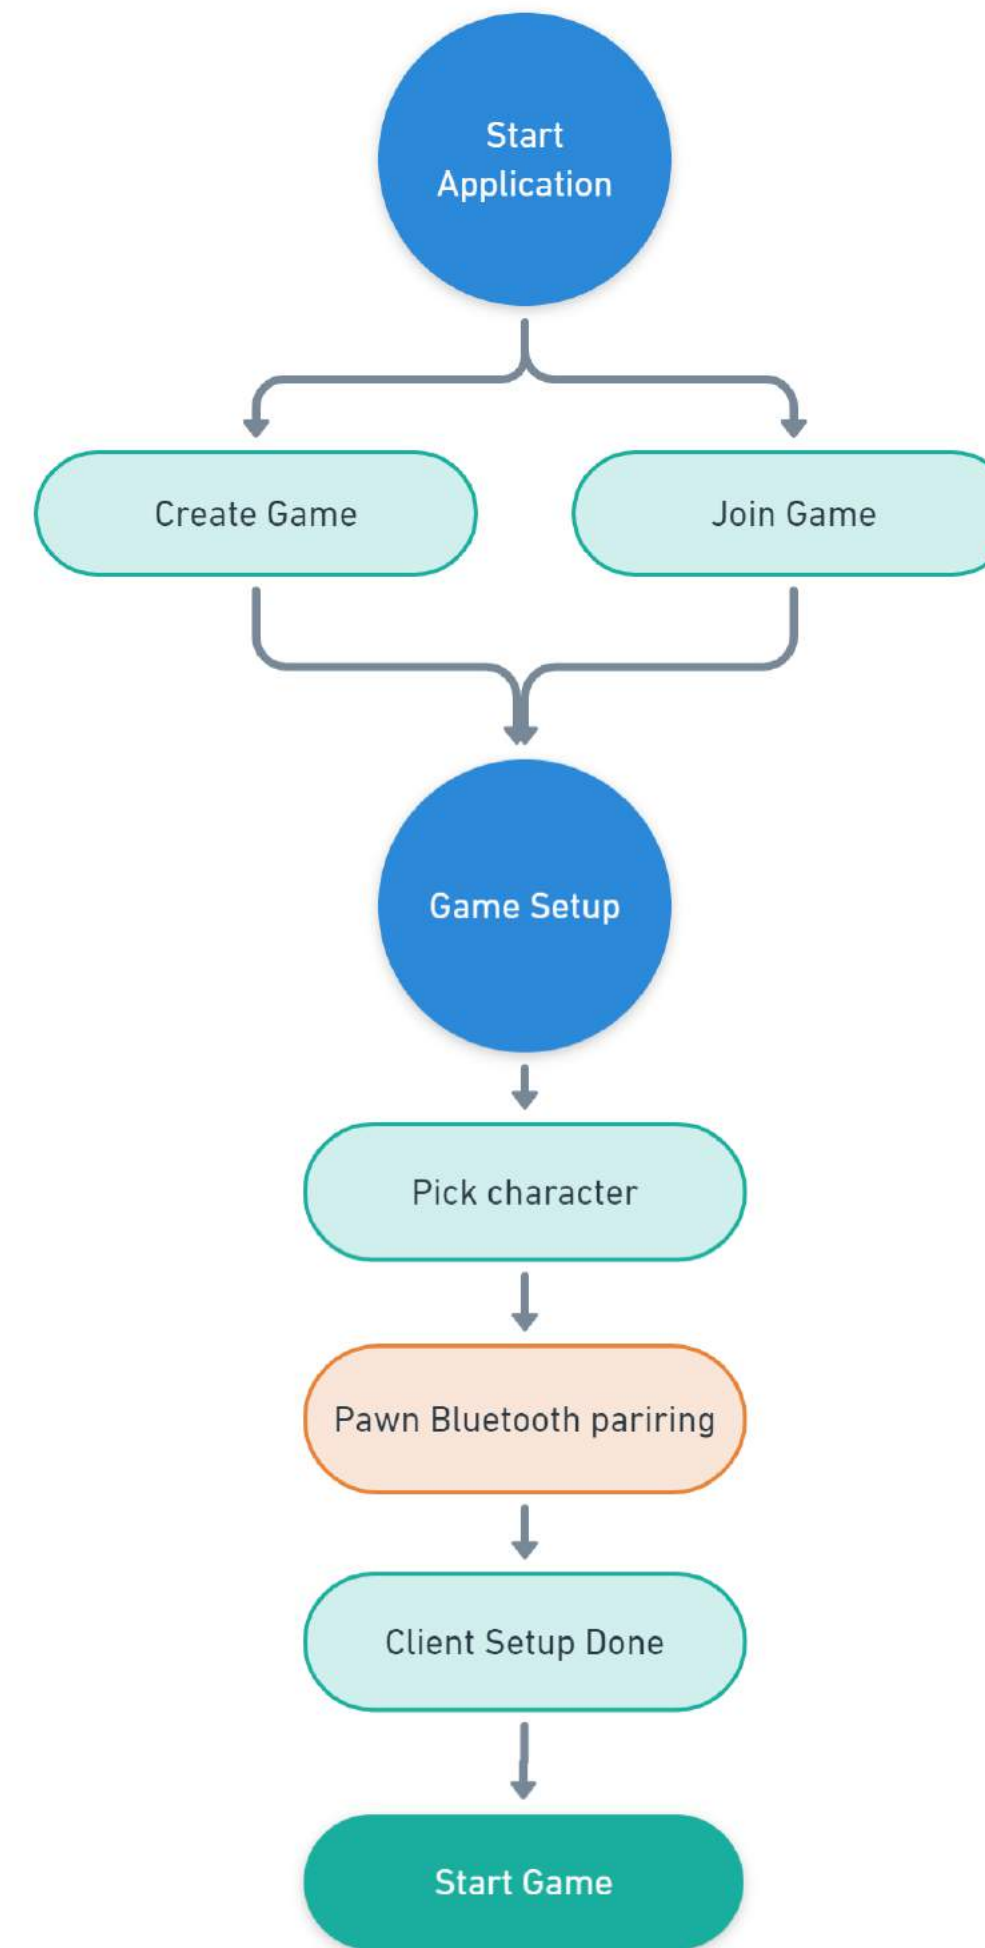 Start
Application
Create Game
Join Game
Game Setup
Pick character
Pawn Bluetooth pariring
Client Setup Done
Start Game